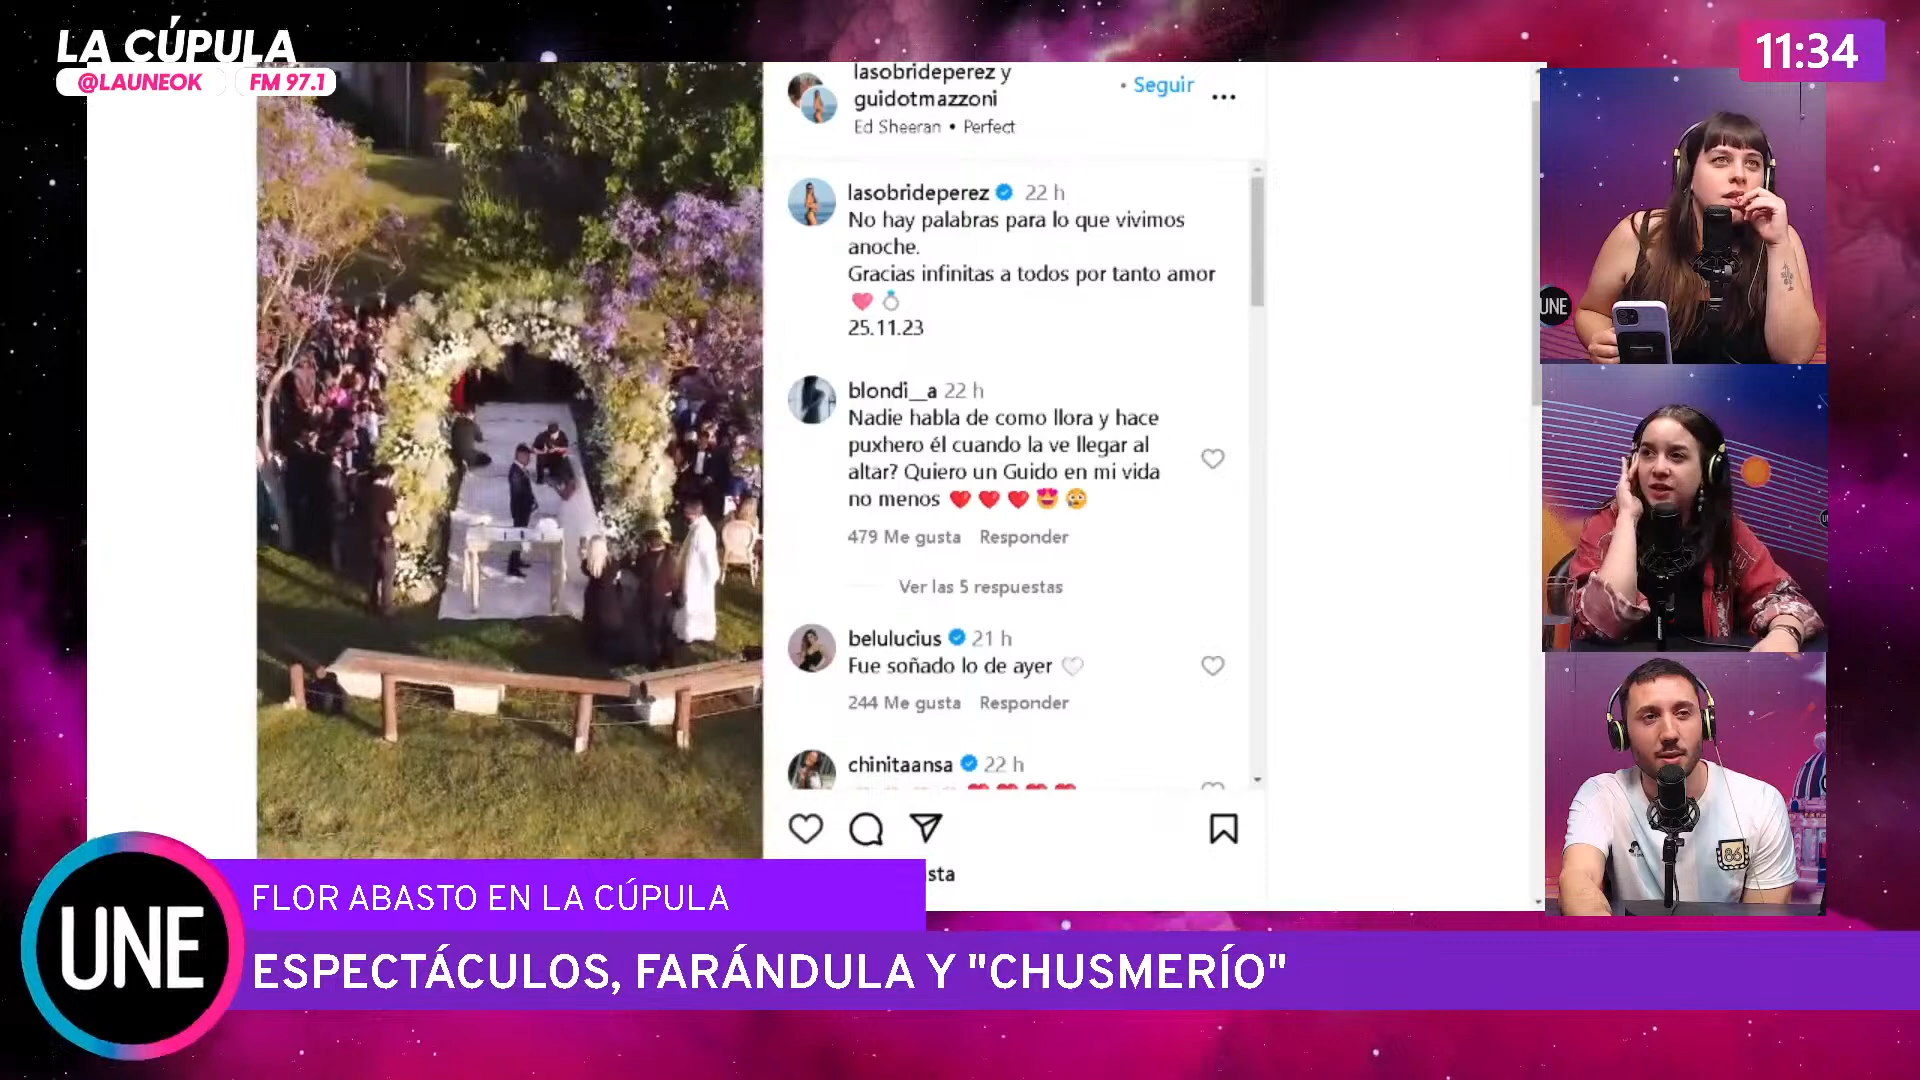 LA CÚPULA
@LAUNEOK
FM 97.1
11:34
lasobrideperez y
guidotmazzoni
• Seguir
Ed Sheeran • Perfect
lasobrideperez 22 h
No hay palabras para lo que vivimos
anoche.
Gracias infinitas a todos por tanto amor
25.11.23
blondi__a 22 h
Nadie habla de como llora y hace
puxhero él cuando la ve llegar al
altar? Quiero un Guido en mi vida
no menos
479 Me gusta Responder
Ver las 5 respuestas
belulucius 21 h
Fue soñado lo de ayer
244 Me gusta Responder
chinitaansa 22 h
sta
UNE
86
FLOR ABASTO EN LA CÚPULA
UNE
ESPECTÁCULOS, FARÁNDULA Y "CHUSMERÍO"